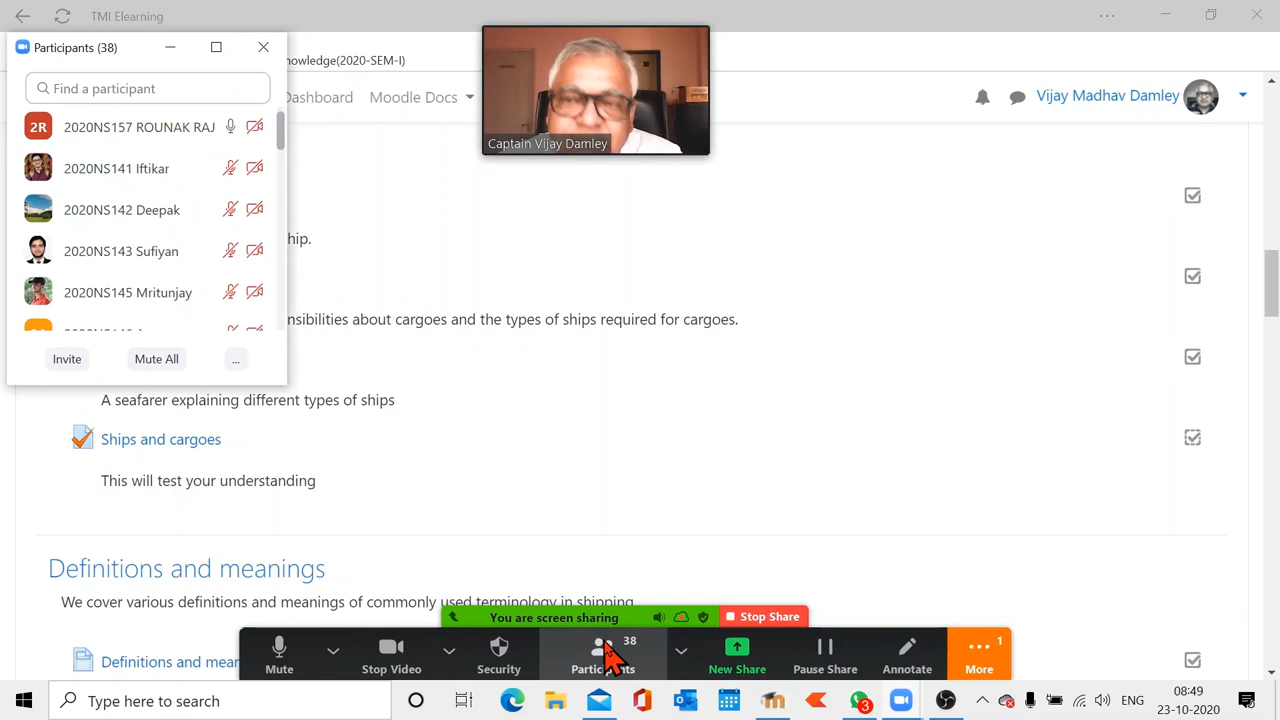 TMI Elearning
Participants (38)
nowledge(2020-SEM-I)
Find a participant
Dashboard
Moodle Docs
Vijay Madhav Damley
2R
2020NS157 ROUNAK RAJ
Captain Vijay Damley
2020NS141 Iftikar
2020NS142 Deepak
hip.
2020NS143 Sufiyan
2020NS145 Mritunjay
nsibilities about cargoes and the types of ships required for cargoes.
Invite
Mute All
...
A seafarer explaining different types of ships
Ships and cargoes
This will test your understanding
Definitions and meanings
We cover various definitions and meanings of commonly used terminology in shipping
You are screen sharing
Stop Share
38
1
Definitions and mear
Mute
Stop Video
Security
Participants
New Share
Pause Share
Annotate
More
Type here to search
3
ENG
08:49
23-10-2020